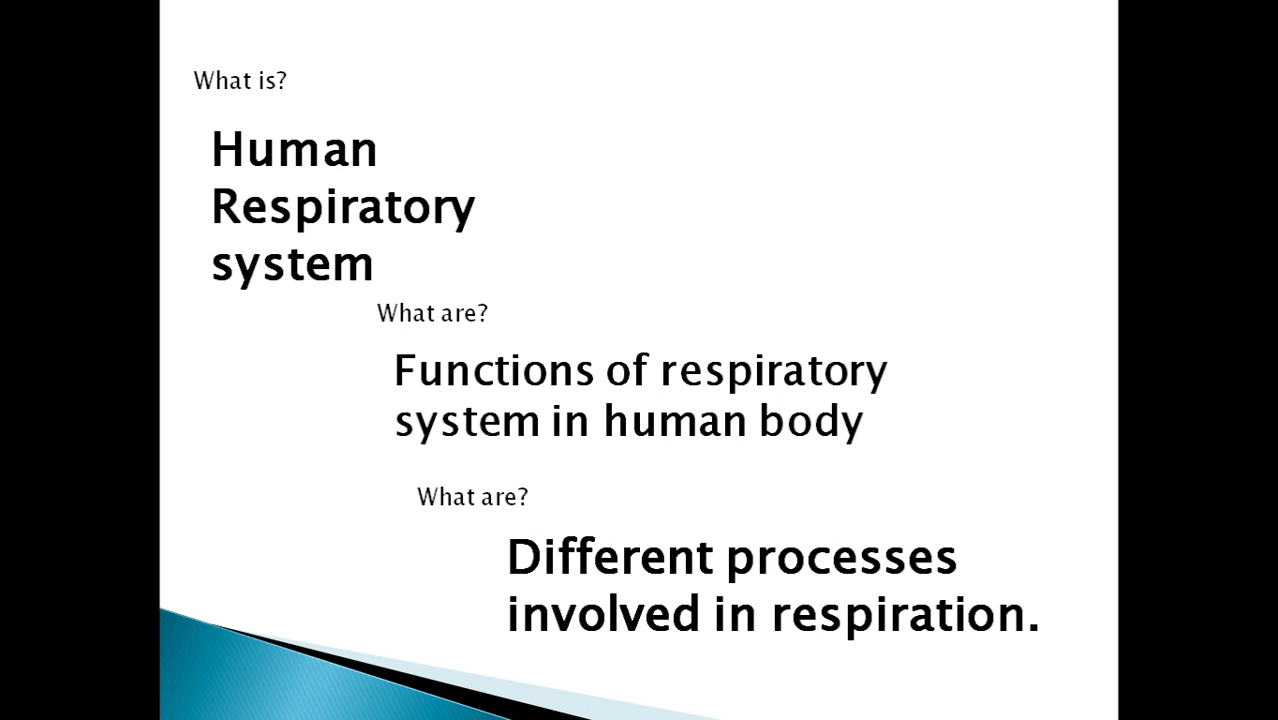 What is?
Human
Respiratory
system
What are?
Functions of respiratory
system in human body
What are?
Different processes
involved in respiration.